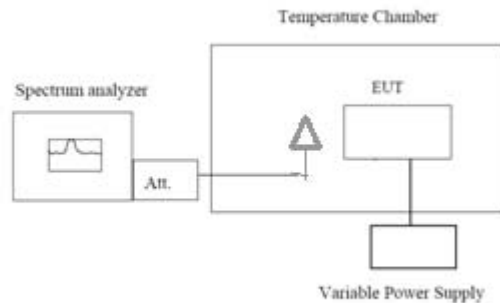 Temperature Chamber
Spectrum analyzer
EUT
Att.
Variable Power Supply